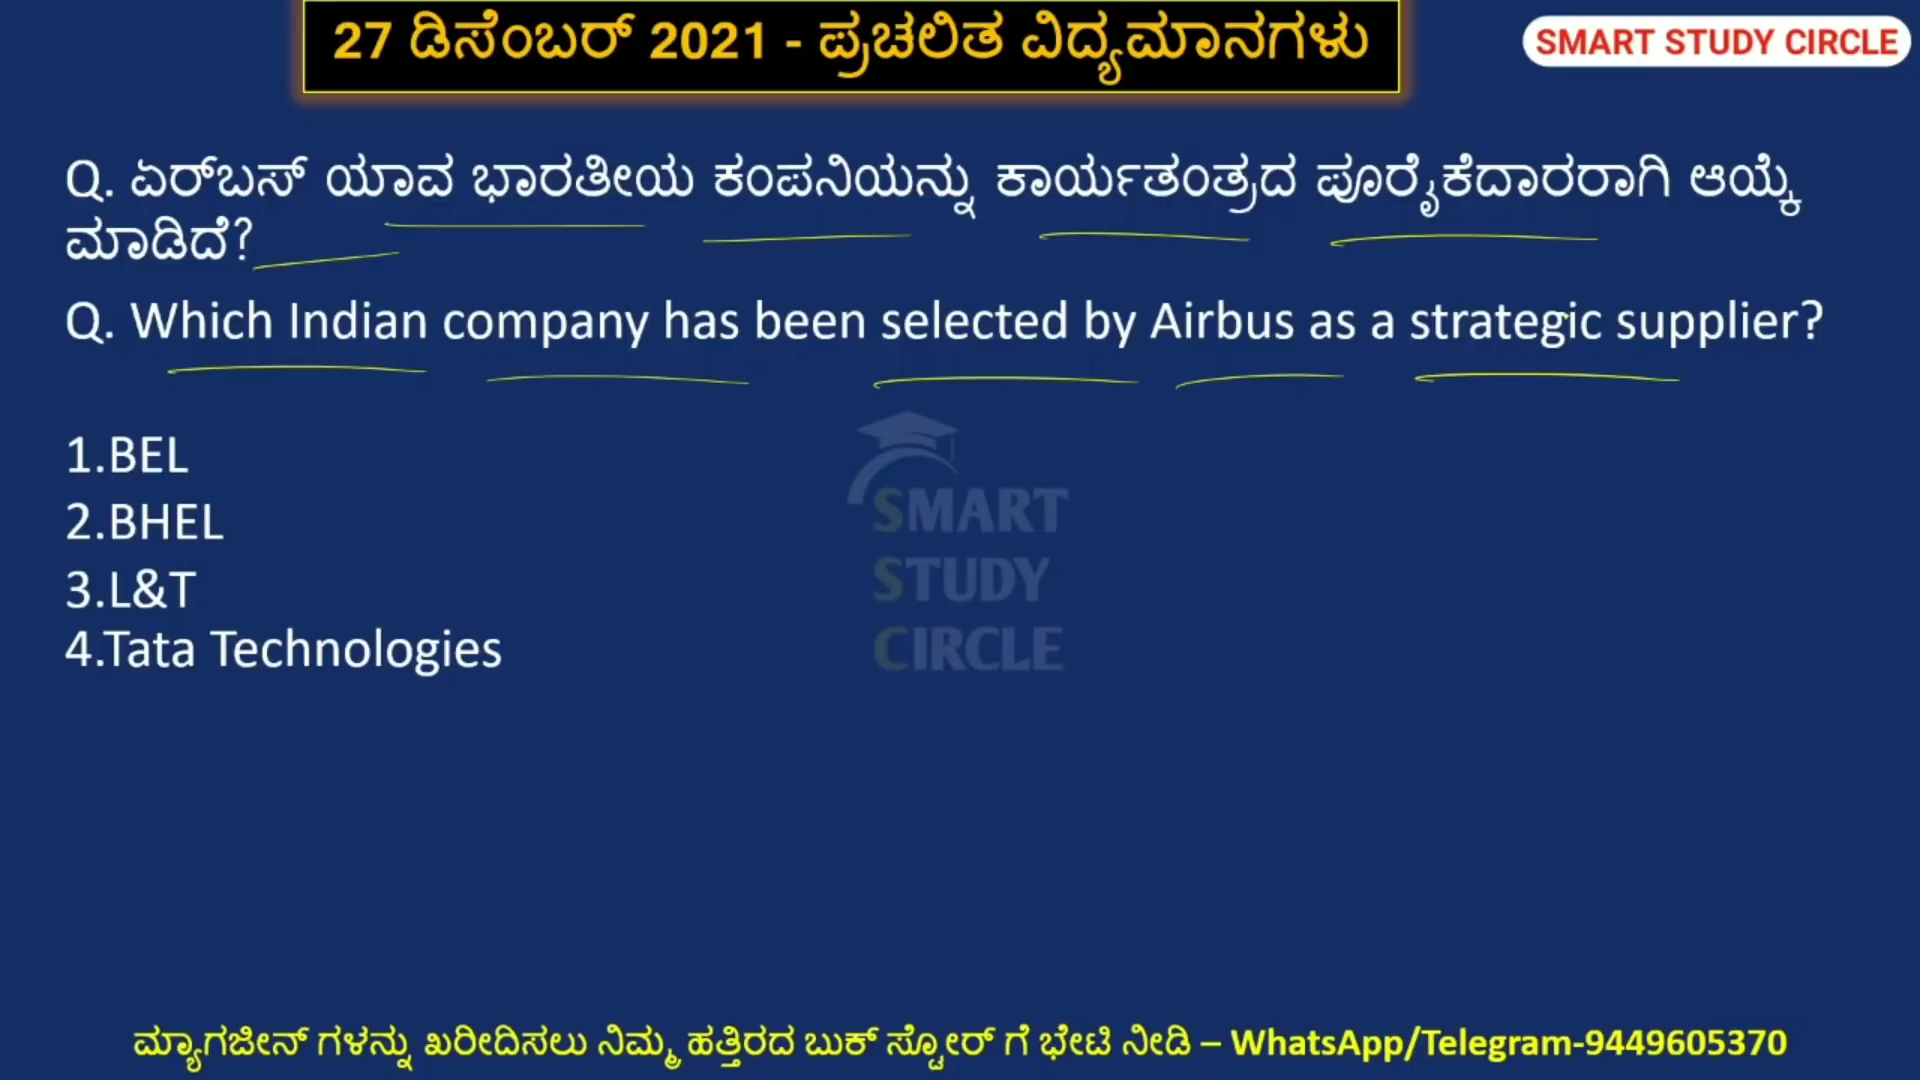 27 ಡಿಸೆಂಬರ್ 2021 - ಪ್ರಚಲಿತ ವಿದ್ಯಮಾನಗಳು
SMART STUDY CIRCLE
Q. ಏರ್‌ಬಸ್ ಯಾವ ಭಾರತೀಯ ಕಂಪನಿಯನ್ನು ಕಾರ್ಯತಂತ್ರದ ಪೂರೈಕೆದಾರರಾಗಿ ಆಯ್ಕೆ
ಮಾಡಿದೆ?
Q. Which Indian company has been selected by Airbus as a strategic supplier?
1.BEL
2.BHEL
3.L&T
4.Tata Technologies
SMART
STUDY
CIRCLE
ಮ್ಯಾಗಜೀನ್ ಗಳನ್ನು ಖರೀದಿಸಲು ನಿಮ್ಮ ಹತ್ತಿರದ ಬುಕ್ ಸ್ಟೋರ್ ಗೆ ಭೇಟಿ ನೀಡಿ – WhatsApp/Telegram-9449605370